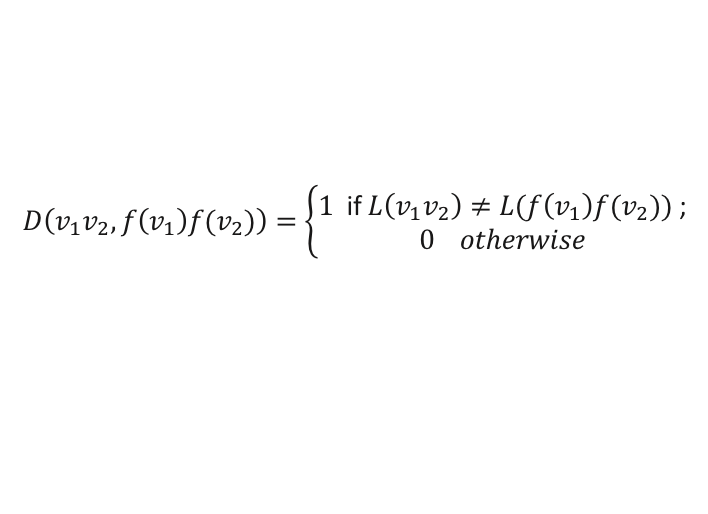 D(v₁v₂, f(v₁)f(v₂)) = {1 if L(v₁v₂) ≠ L(f(v₁)f(v₂)) ;
0 otherwise